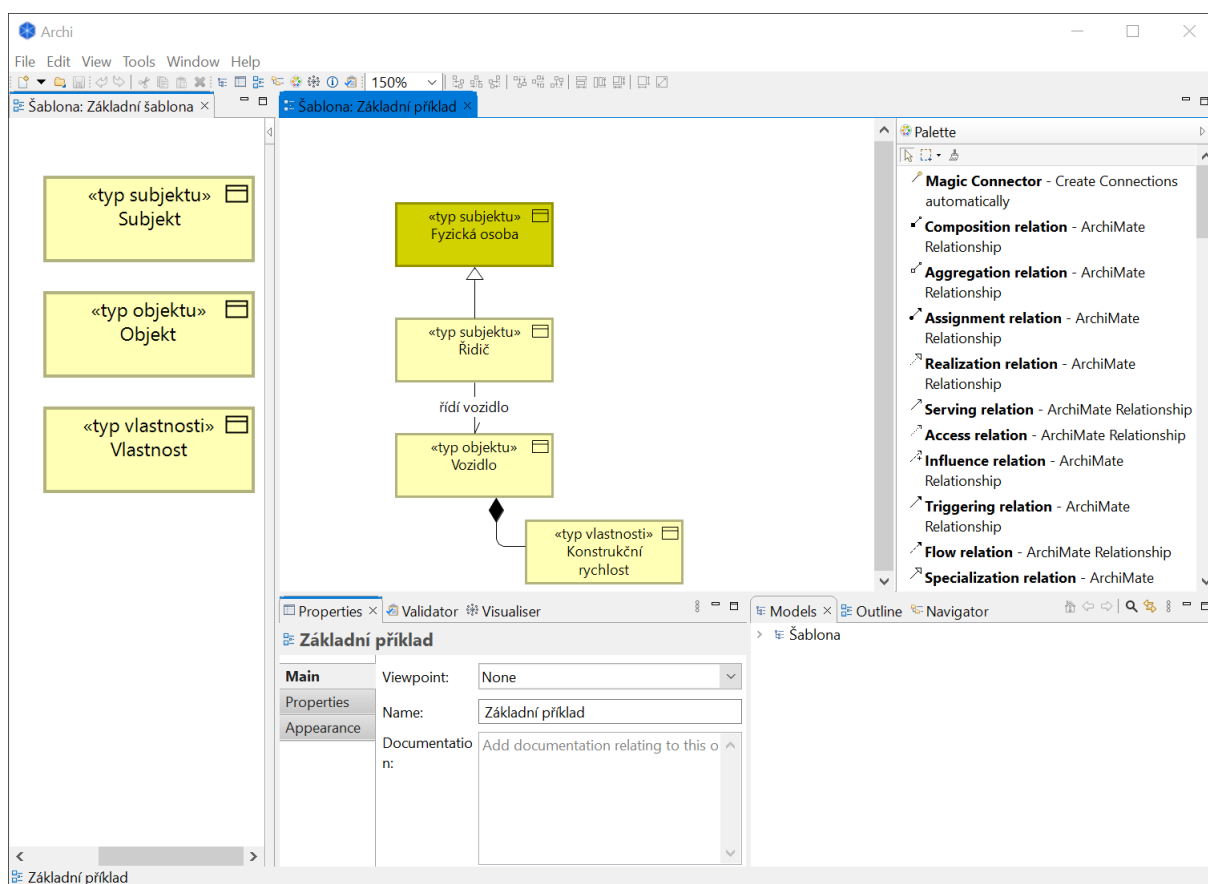 Archi
File Edit View Tools Window Help
150%
Šablona: Základní šablona
«typ subjektu»
Subjekt
«typ objektu»
Objekt
«typ vlastnosti»
Vlastnost
Šablona: Základní příklad
«typ subjektu»
Fyzická osoba
«typ subjektu»
Řidič
řídí vozidlo
«typ objektu»
Vozidlo
«typ vlastnosti»
Konstrukční
rychlost
Palette
Magic Connector - Create Connections
automatically
Composition relation - ArchiMate
Relationship
Aggregation relation - ArchiMate
Relationship
Assignment relation - ArchiMate
Relationship
Realization relation - ArchiMate
Relationship
Serving relation - ArchiMate Relationship
Access relation - ArchiMate Relationship
Influence relation - ArchiMate
Relationship
Triggering relation - ArchiMate
Relationship
Flow relation - ArchiMate Relationship
Specialization relation - ArchiMate
Properties Validator Visualiser
Základní příklad
Main
Properties
Appearance
Viewpoint: None
Name: Základní příklad
Documentatio
n:
Add documentation relating to this o
Models Outline Navigator
Šablona
Základní příklad